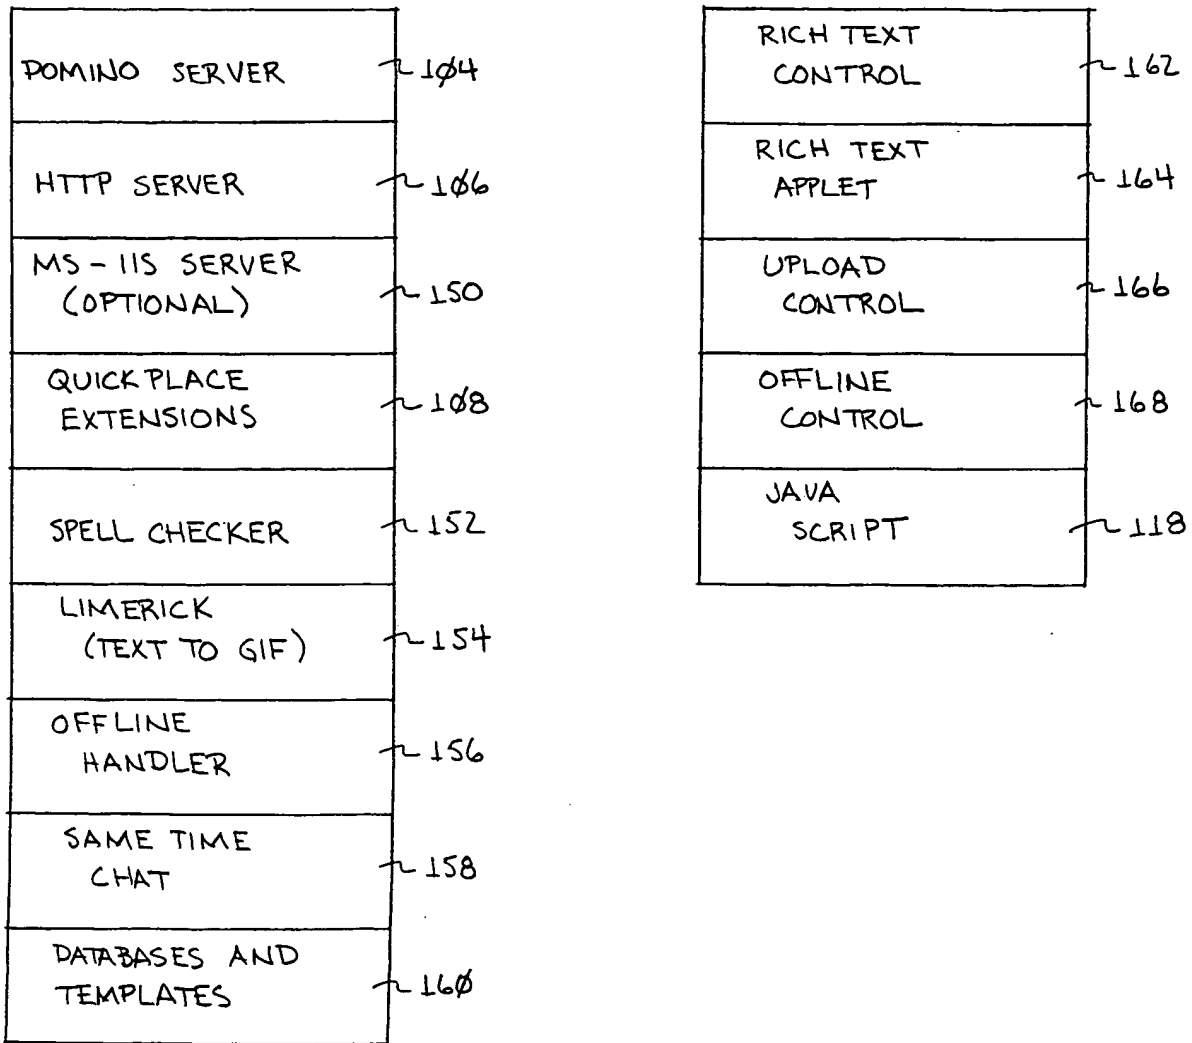 DOMINO SERVER
104
HTTP SERVER
106
MS-IIS SERVER
(OPTIONAL)
150
QUICKPLACE
EXTENSIONS
108
SPELL CHECKER
152
LIMERICK
(TEXT TO GIF)
154
OFFLINE
HANDLER
156
SAME TIME
CHAT
158
DATABASES AND
TEMPLATES
160
RICH TEXT
CONTROL
162
RICH TEXT
APPLET
164
UPLOAD
CONTROL
166
OFFLINE
CONTROL
168
JAVA
SCRIPT
118